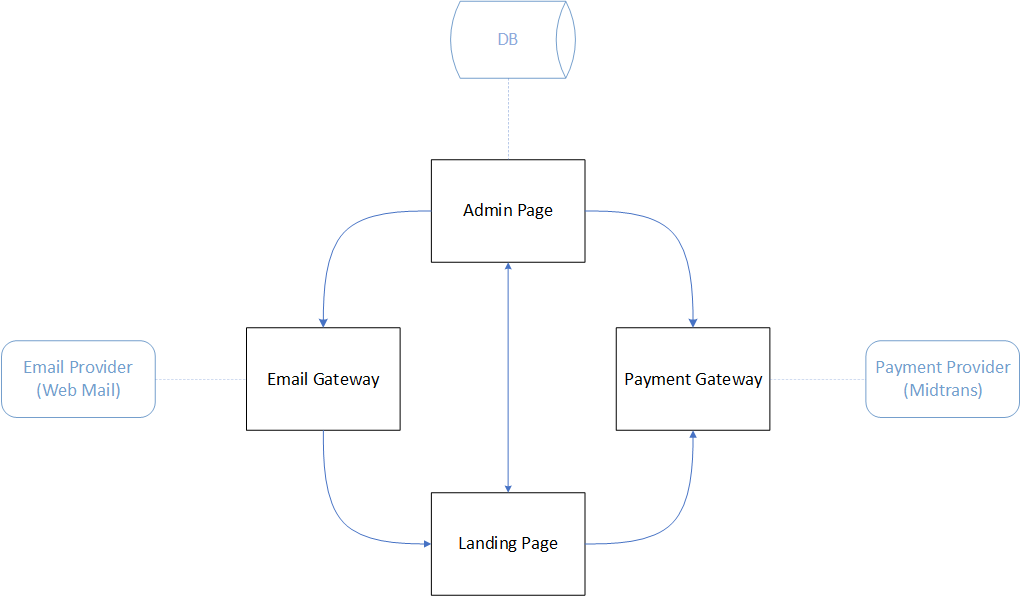 DB
Admin Page
Email Provider
(Web Mail)
Email Gateway
Payment Gateway
Payment Provider
(Midtrans)
Landing Page